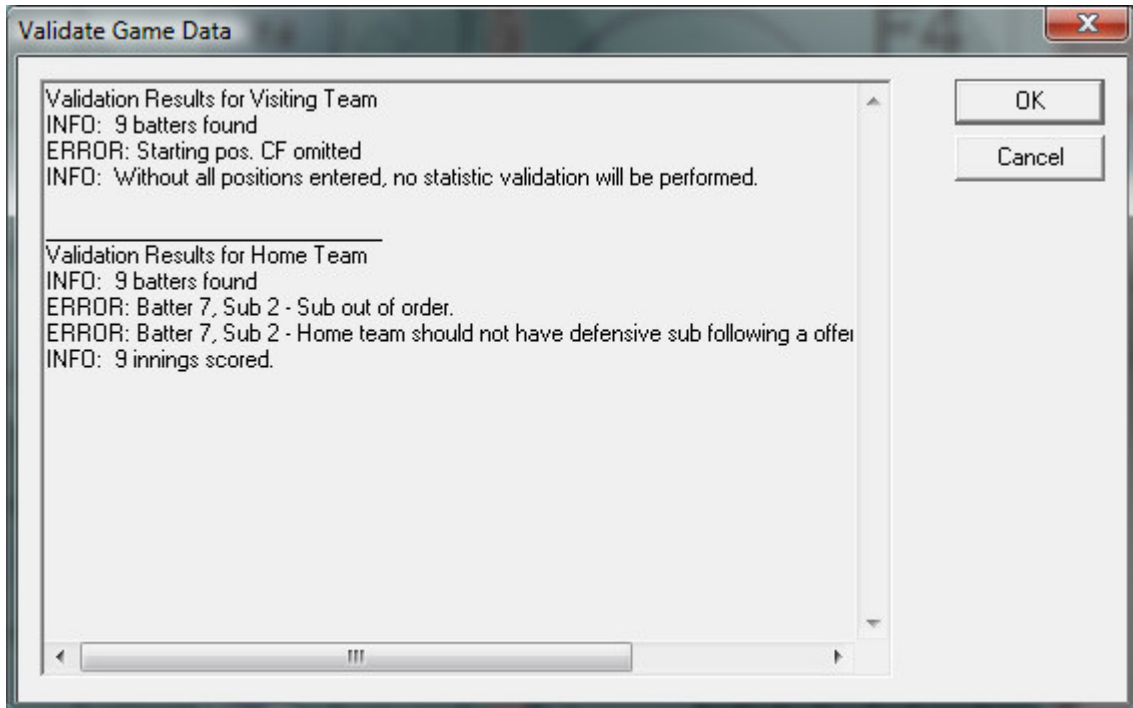 Validate Game Data
Validation Results for Visiting Team
INFO:  9 batters found
ERROR: Starting pos. CF omitted
INFO:  Without all positions entered, no statistic validation will be performed.
Validation Results for Home Team
INFO:  9 batters found
ERROR: Batter 7, Sub 2 - Sub out of order.
ERROR: Batter 7, Sub 2 - Home team should not have defensive sub following a
INFO:  9 innings scored.
OK
Cancel